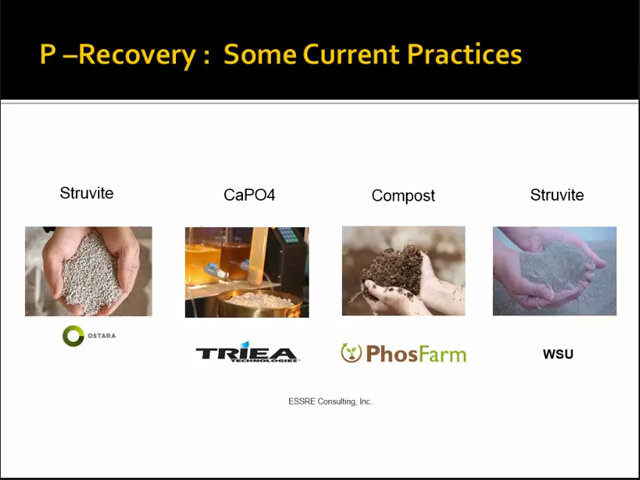 P –Recovery : Some Current Practices
Struvite
CaPO4
Compost
Struvite
OSTARA
TRIEA
TECHNOLOGIES
PhosFarm
WSU
ESSRE Consulting, Inc.